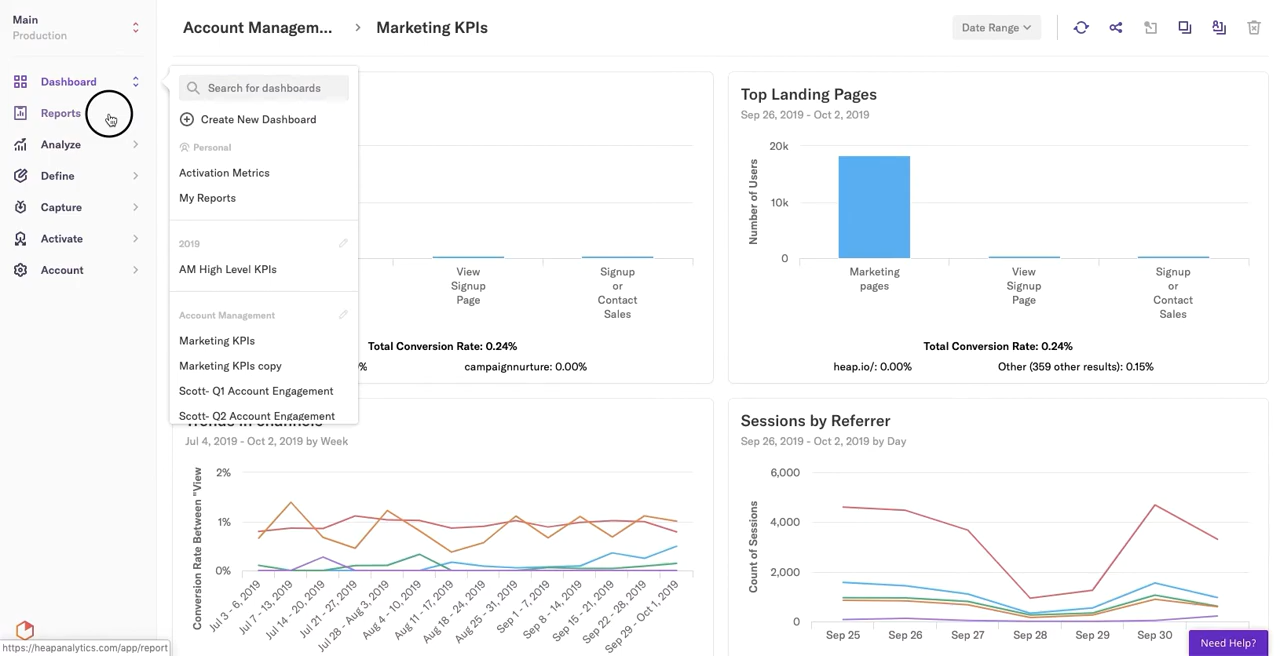 Main
Production
Dashboard
Reports
Analyze
Define
Capture
Activate
Account
https://heapanalytics.com/app/report
Account Managem... > Marketing KPIs
Date Range
Search for dashboards
Create New Dashboard
Personal
Activation Metrics
My Reports
2019
AM High Level KPIs
Account Management
Marketing KPIs
Marketing KPIs copy
Scott- Q1 Account Engagement
Scott- Q2 Account Engagement
View
Signup
Page
Signup
or
Contact
Sales
Total Conversion Rate: 0.24%
campaignnurture: 0.00%
Top Landing Pages
Sep 26, 2019 - Oct 2, 2019
Number of Users
20k
10k
0
Marketing
pages
View
Signup
Page
Signup
or
Contact
Sales
Total Conversion Rate: 0.24%
heap.io/: 0.00%
Other (359 other results): 0.15%
Trends in Channels
Jul 4, 2019 - Oct 2, 2019 by Week
Conversion Rate Between "View
2%
1%
0%
Jul 3 - 6, 2019
Jul 7 - 13, 2019
Jul 14 - 20, 2019
Jul 21 - 27, 2019
Jul 28 - Aug 3, 2019
Aug 4 - 10, 2019
Aug 11 - 17, 2019
Aug 18 - 24, 2019
Aug 25 - 31, 2019
Sep 1 - 7, 2019
Sep 8 - 14, 2019
Sep 15 - 21, 2019
Sep 22 - 28, 2019
Sep 29 - Oct 1, 2019
Sessions by Referrer
Sep 26, 2019 - Oct 2, 2019 by Day
Count of Sessions
6,000
4,000
2,000
0
Sep 25
Sep 26
Sep 27
Sep 28
Sep 29
Sep 30
Need Help?